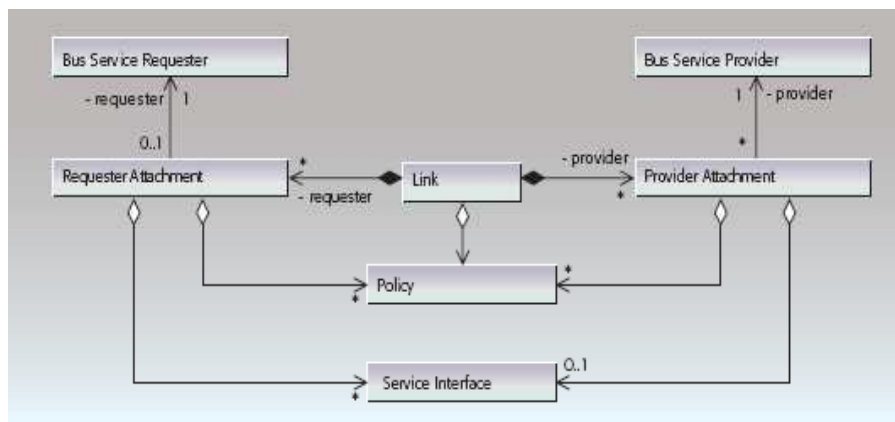 Bus Service Requester
Bus Service Provider
- requester 1
1 - provider
0..1
*
Requester Attachment
*
- requester
Link
- provider
*
Provider Attachment
Policy
*
*
Service Interface
*
0..1